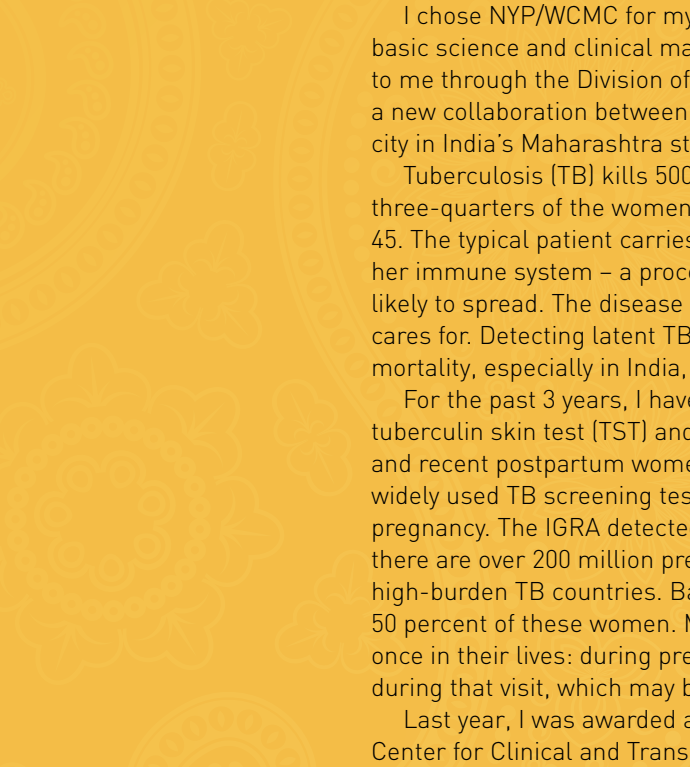 I chose NYP/WCMC for my
basic science and clinical ma
to me through the Division of
a new collaboration between
city in India's Maharashtra st
Tuberculosis (TB) kills 500
three-quarters of the women
45. The typical patient carries
her immune system – a proce
likely to spread. The disease
cares for. Detecting latent TB
mortality, especially in India,
For the past 3 years, I have
tuberculin skin test (TST) and
and recent postpartum wome
widely used TB screening tes
pregnancy. The IGRA detected
there are over 200 million pre
high-burden TB countries. Ba
50 percent of these women. M
once in their lives: during pre
during that visit, which may b
Last year, I was awarded a
Center for Clinical and Trans